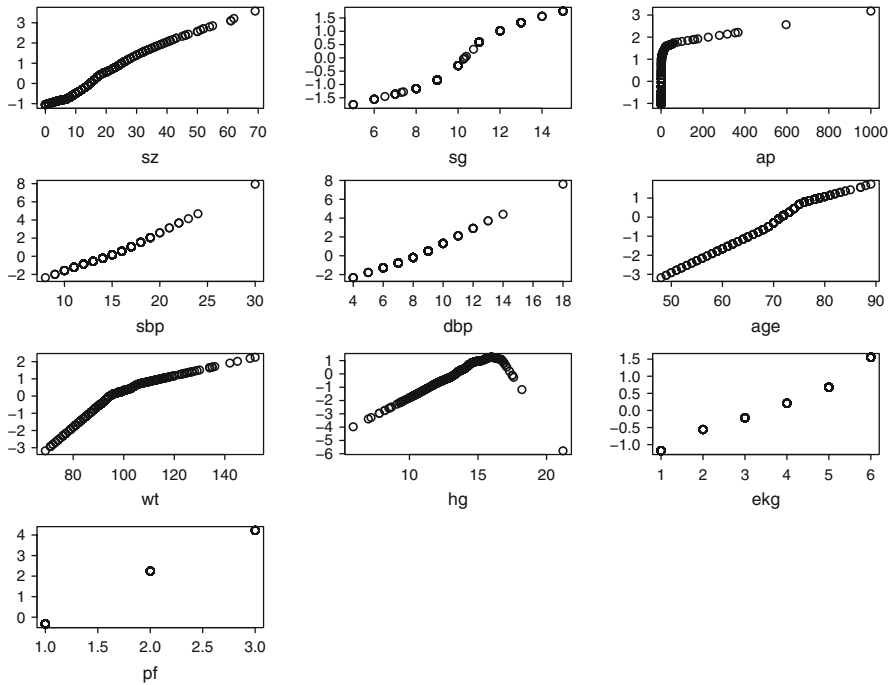 3
2
1
0
−1
0 10 20 30 40 50 60 70
sz
1.5
1.0
0.5
0.0
−0.5
−1.5
6 8 10 12 14
sg
3
2
1
0
−1
0 200 400 600 800 1000
ap
8
6
4
2
0
−2
10 15 20 25 30
sbp
8
6
4
2
0
−2
4 6 8 10 12 14 16 18
dbp
1
0
−1
−2
−3
50 60 70 80 90
age
2
1
0
−1
−2
−3
80 100 120 140
wt
1
0
−1
−2
−3
−4
−5
−6
10 15 20
hg
1.5
1.0
0.5
0.0
−0.5
−1.0
1 2 3 4 5 6
ekg
4
3
2
1
0
1.0 1.5 2.0 2.5 3.0
pf